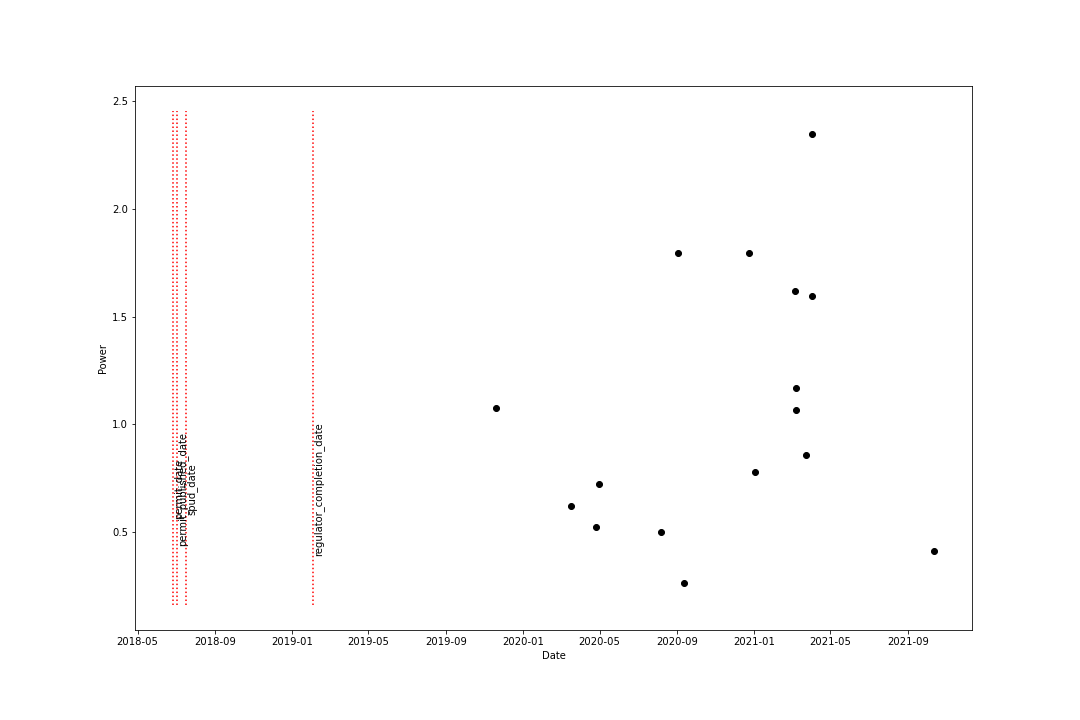 2.5
2.0
1.5
1.0
0.5
Power
permit_date
permit_published_date
spud_date
regulator_completion_date
2018-05 2018-09 2019-01 2019-05 2019-09 2020-01 2020-05 2020-09 2021-01 2021-05 2021-09
Date